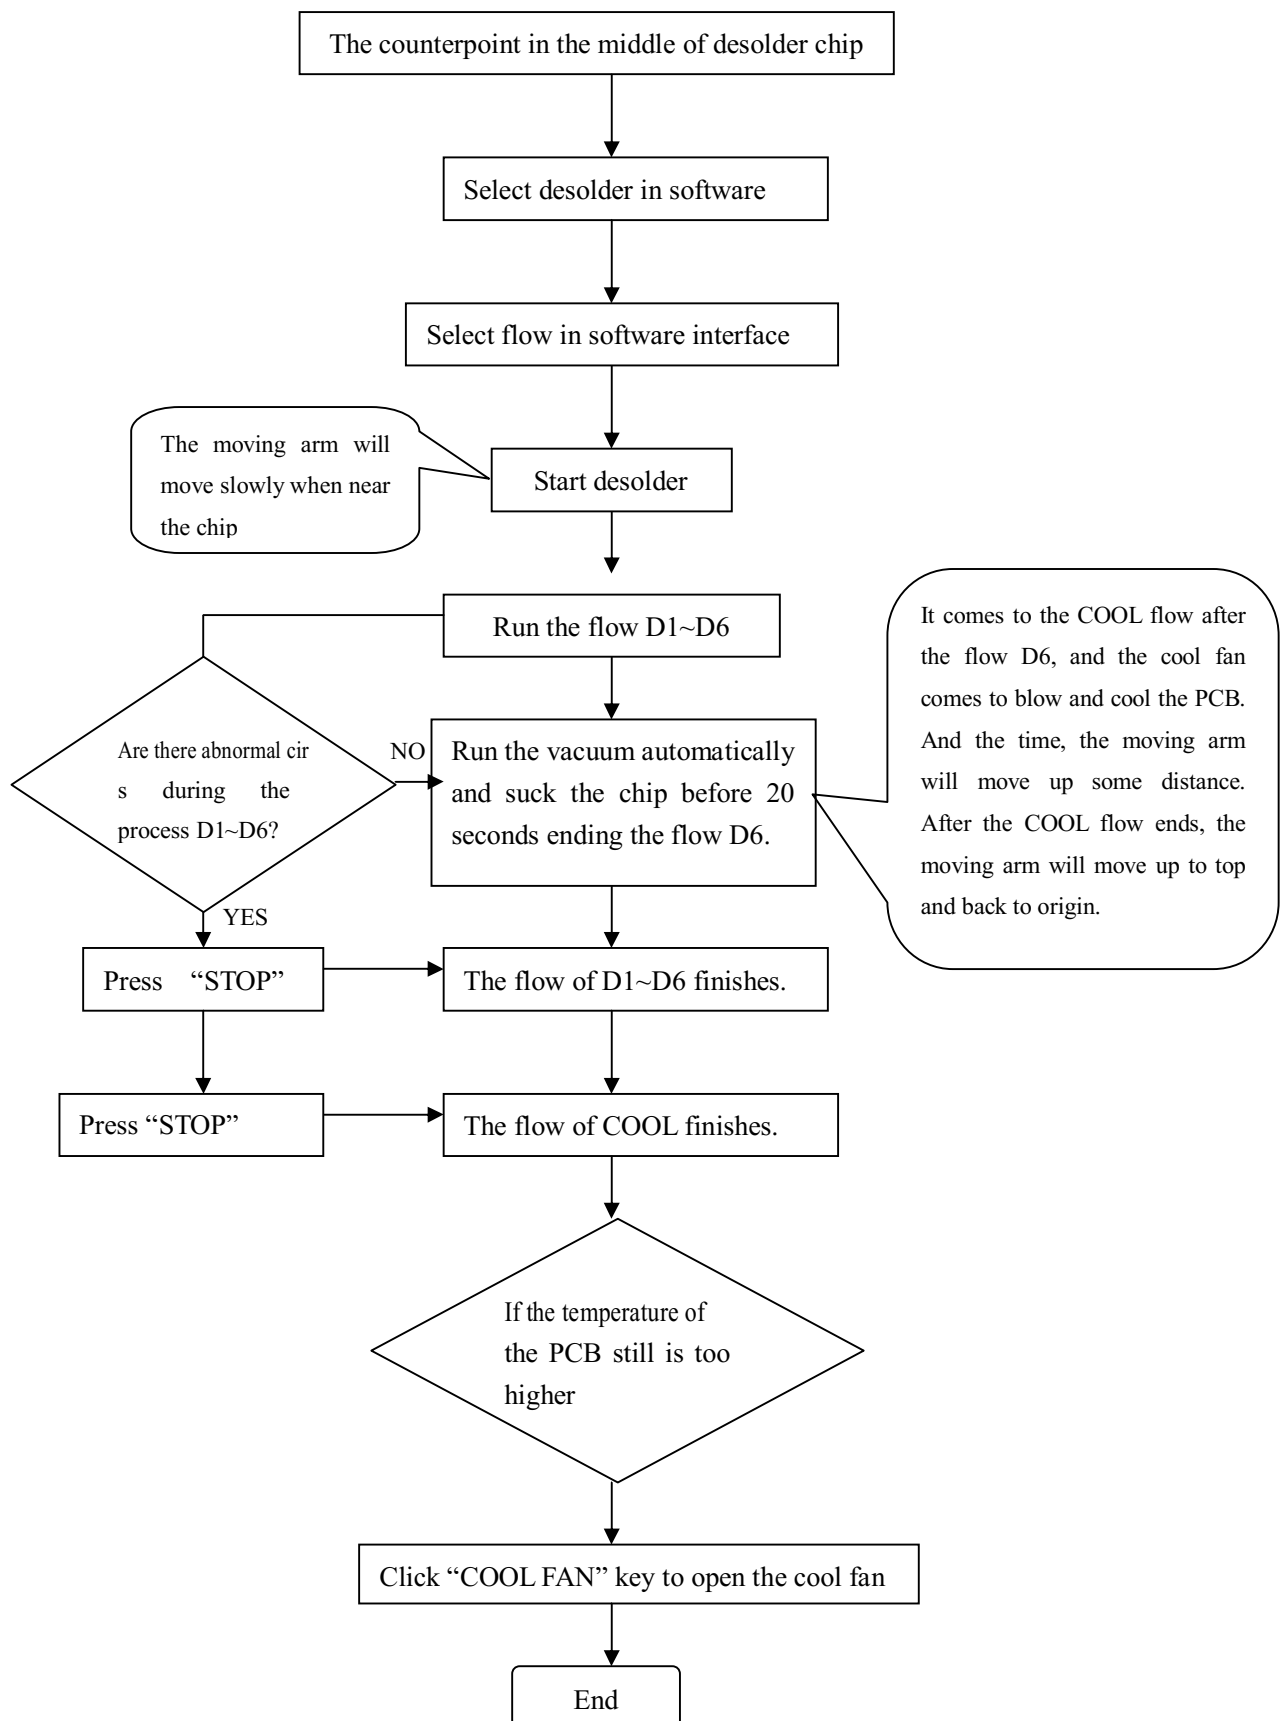 The counterpoint in the middle of desolder chip
Select desolder in software
Select flow in software interface
The moving arm will
move slowly when near
the chip
Start desolder
Run the flow D1~D6
It comes to the COOL flow after
the flow D6, and the cool fan
comes to blow and cool the PCB.
And the time, the moving arm
will move up some distance.
After the COOL flow ends, the
moving arm will move up to top
and back to origin.
Are there abnormal cir
s during the
process D1~D6?
NO
Run the vacuum automatically
and suck the chip before 20
seconds ending the flow D6.
YES
Press “STOP”
The flow of D1~D6 finishes.
Press “STOP”
The flow of COOL finishes.
If the temperature of
the PCB still is too
higher
Click “COOL FAN” key to open the cool fan
End